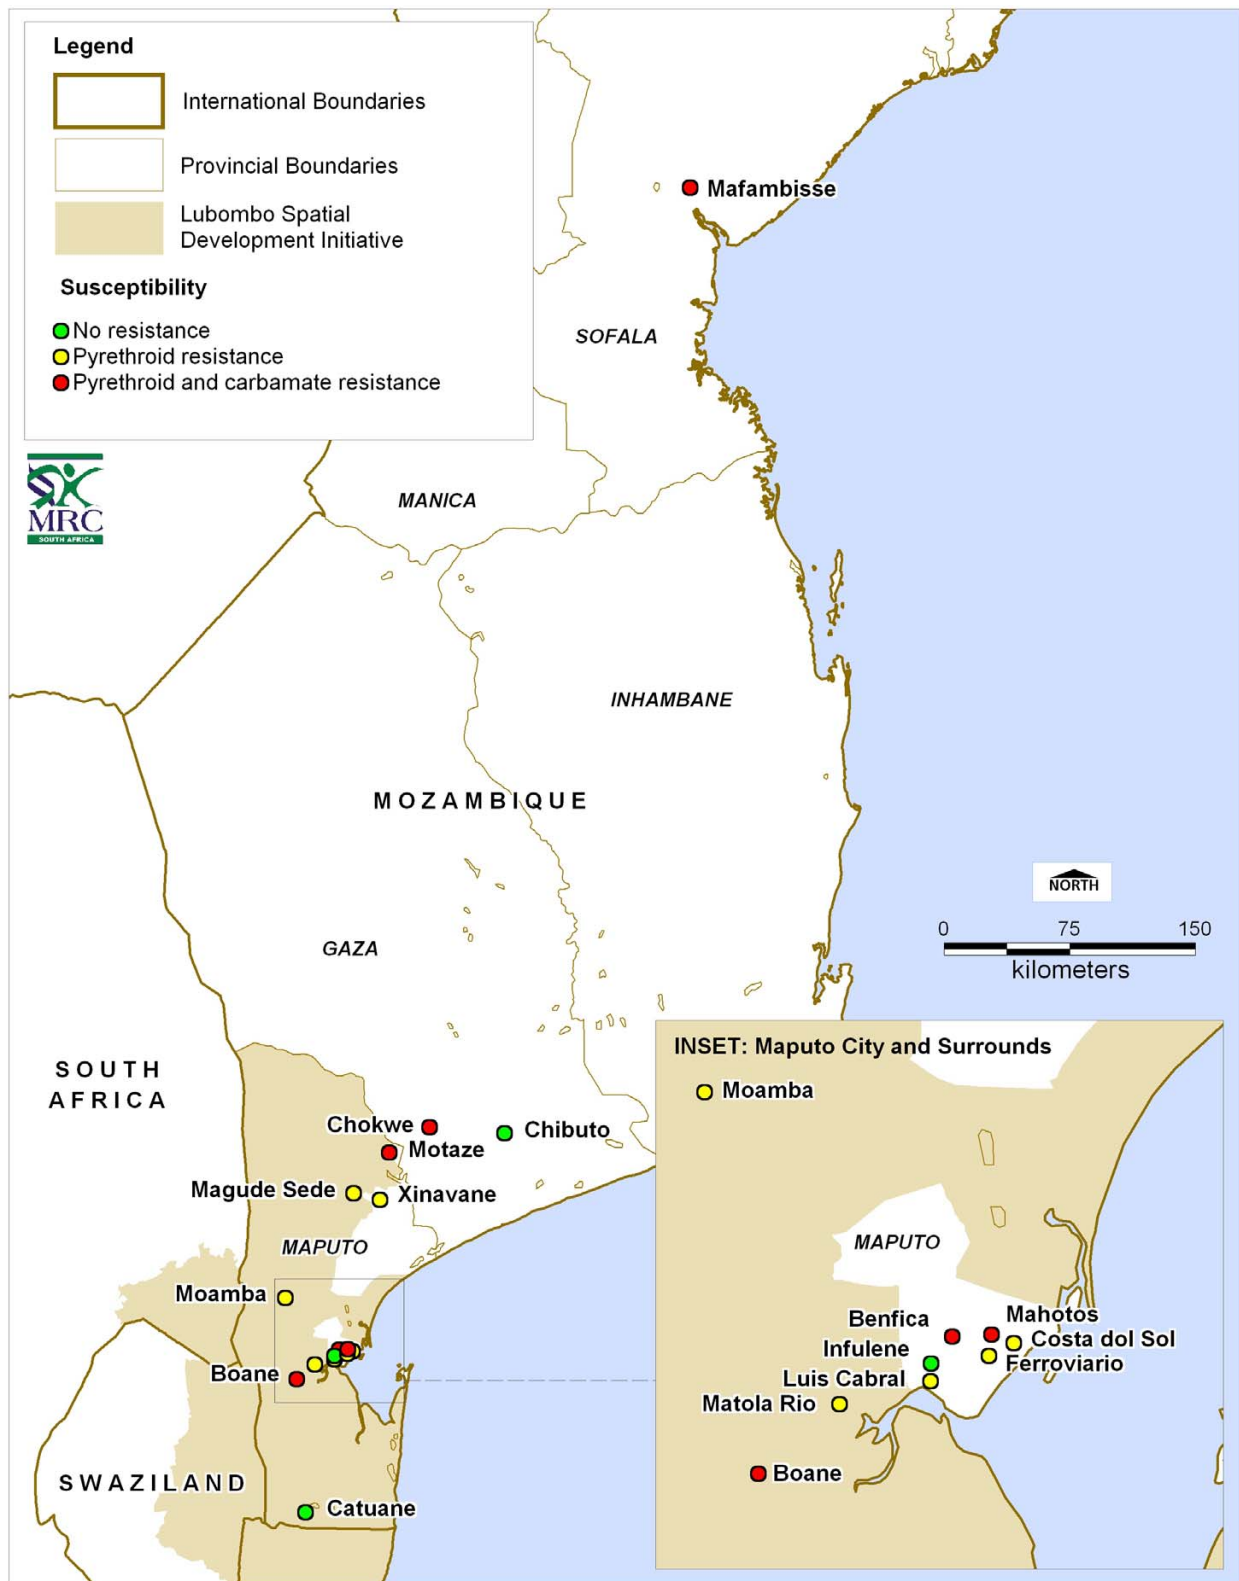 Legend
International Boundaries
Provincial Boundaries
Lubombo Spatial
Development Initiative
Susceptibility
No resistance
Pyrethroid resistance
Pyrethroid and carbamate resistance
MRC
SOUTH AFRICA
Mafambisse
SOFALA
MANICA
INHAMBANE
MOZAMBIQUE
GAZA
NORTH
0 75 150
kilometers
SOUTH
AFRICA
Chokwe
Chibuto
Motaze
Magude Sede
Xinavane
MAPUTO
Moamba
Boane
SWAZILAND
Catuane
INSET: Maputo City and Surrounds
Moamba
MAPUTO
Benfica
Mahotos
Costa dol Sol
Infulene
Ferroviario
Luis Cabral
Matola Rio
Boane